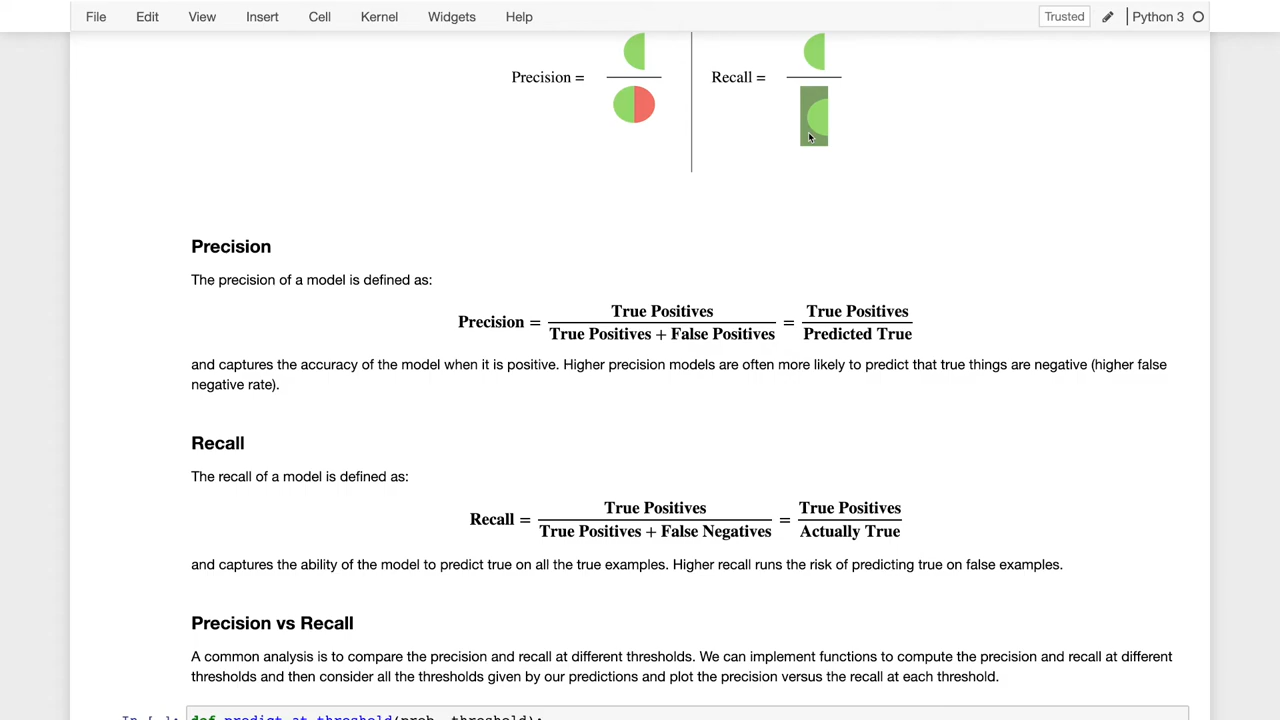 File Edit View Insert Cell Kernel Widgets Help Trusted Python 3
Precision = Recall =
Precision
The precision of a model is defined as:
Precision = True Positives / True Positives + False Positives = True Positives / Predicted True
and captures the accuracy of the model when it is positive. Higher precision models are often more likely to predict that true things are negative (higher false
negative rate).
Recall
The recall of a model is defined as:
Recall = True Positives / True Positives + False Negatives = True Positives / Actually True
and captures the ability of the model to predict true on all the true examples. Higher recall runs the risk of predicting true on false examples.
Precision vs Recall
A common analysis is to compare the precision and recall at different thresholds. We can implement functions to compute the precision and recall at different
thresholds and then consider all the thresholds given by our predictions and plot the precision versus the recall at each threshold.
In [ ]: def predict_at_threshold(prob, threshold):